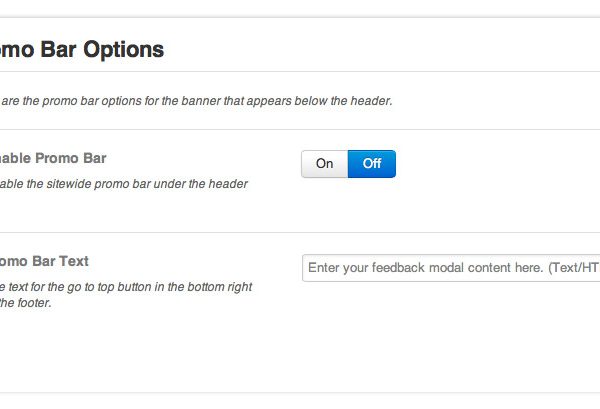 omo Bar Options
are the promo bar options for the banner that appears below the header.
nable Promo Bar
On Off
able the sitewide promo bar under the header
omo Bar Text
Enter your feedback modal content here. (Text/HT
e text for the go to top button in the bottom right
the footer.